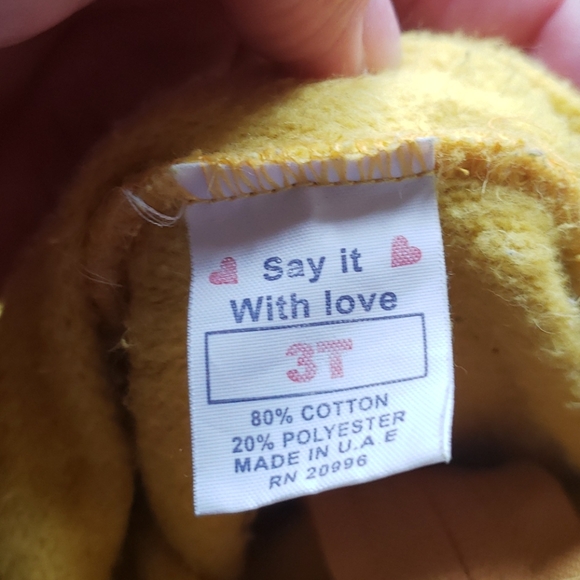 Say it
With love
3T
80% COTTON
20% POLYESTER
MADE IN U.A E
RN 20996